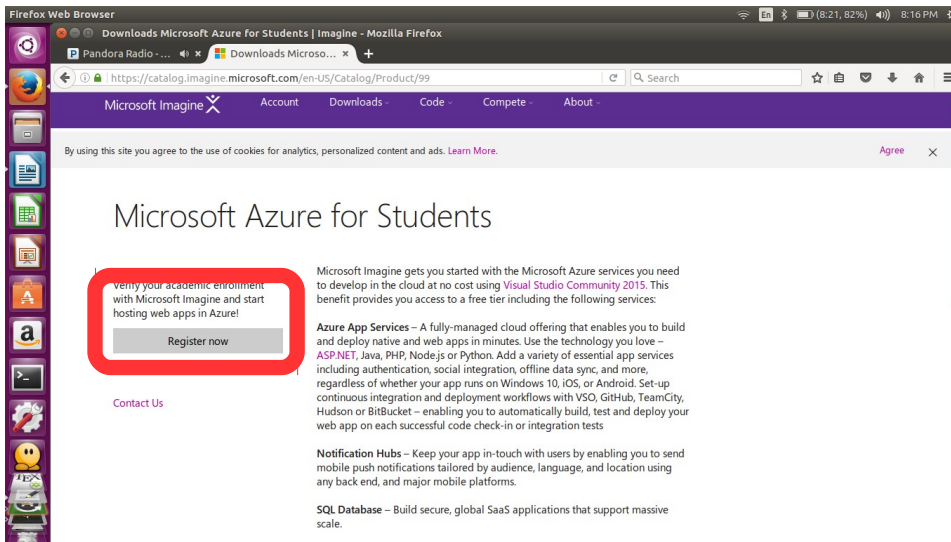 Firefox Web Browser
En (8:21, 82%) 8:16 PM
Downloads Microsoft Azure for Students | Imagine - Mozilla Firefox
Pandora Radio - ... Downloads Microso...
https://catalog.imagine.microsoft.com/en-US/Catalog/Product/99 Search
Microsoft Imagine Account Downloads Code Compete About
By using this site you agree to the use of cookies for analytics, personalized content and ads. Learn More. Agree
Microsoft Azure for Students
Verify your academic enrollment
with Microsoft Imagine and start
hosting web apps in Azure!
Register now
Contact Us
Microsoft Imagine gets you started with the Microsoft Azure services you need
to develop in the cloud at no cost using Visual Studio Community 2015. This
benefit provides you access to a free tier including the following services:
Azure App Services – A fully-managed cloud offering that enables you to build
and deploy native and web apps in minutes. Use the technology you love –
ASP.NET, Java, PHP, Node.js or Python. Add a variety of essential app services
including authentication, social integration, offline data sync, and more,
regardless of whether your app runs on Windows 10, iOS, or Android. Set-up
continuous integration and deployment workflows with VSO, GitHub, TeamCity,
Hudson or BitBucket – enabling you to automatically build, test and deploy your
web app on each successful code check-in or integration tests
Notification Hubs – Keep your app in-touch with users by enabling you to send
mobile push notifications tailored by audience, language, and location using
any back end, and major mobile platforms.
SQL Database – Build secure, global SaaS applications that support massive
scale.